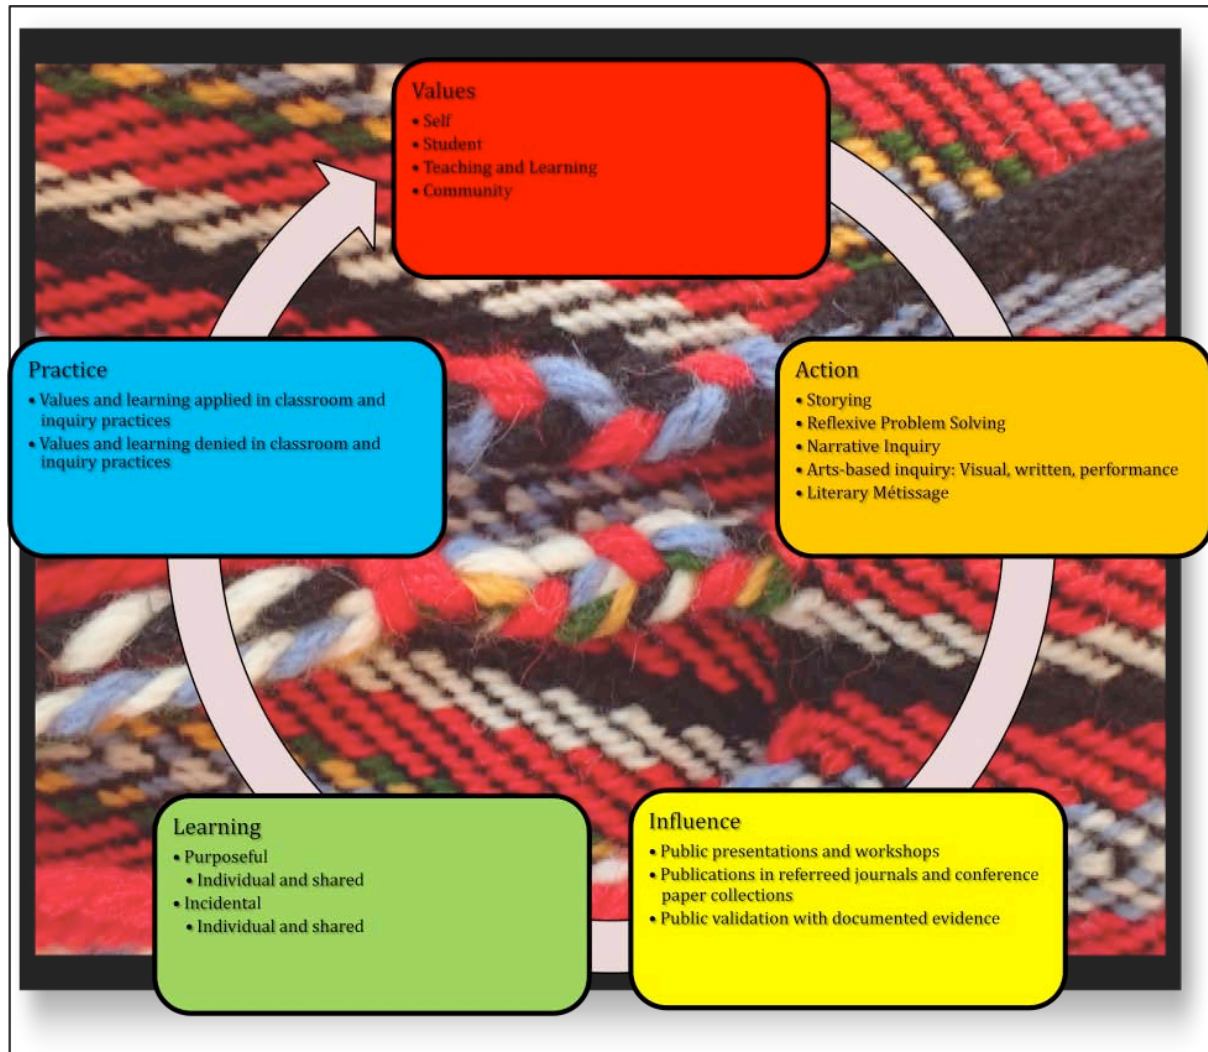 Values
• Self
• Student
• Teaching and Learning
• Community
Practice
• Values and learning applied in classroom and
inquiry practices
• Values and learning denied in classroom and
inquiry practices
Action
• Storying
• Reflexive Problem Solving
• Narrative Inquiry
• Arts-based inquiry: Visual, written, performance
• Literary Métissage
Learning
• Purposeful
• Individual and shared
• Incidental
• Individual and shared
Influence
• Public presentations and workshops
• Publications in referreed journals and conference
paper collections
• Public validation with documented evidence